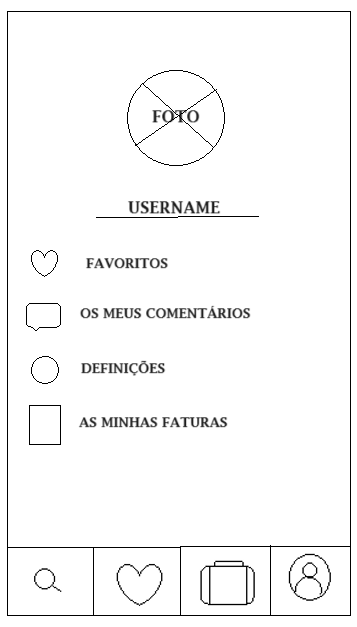 FOTO
USERNAME
FAVORITOS
OS MEUS COMENTÁRIOS
DEFINIÇÕES
AS MINHAS FATURAS